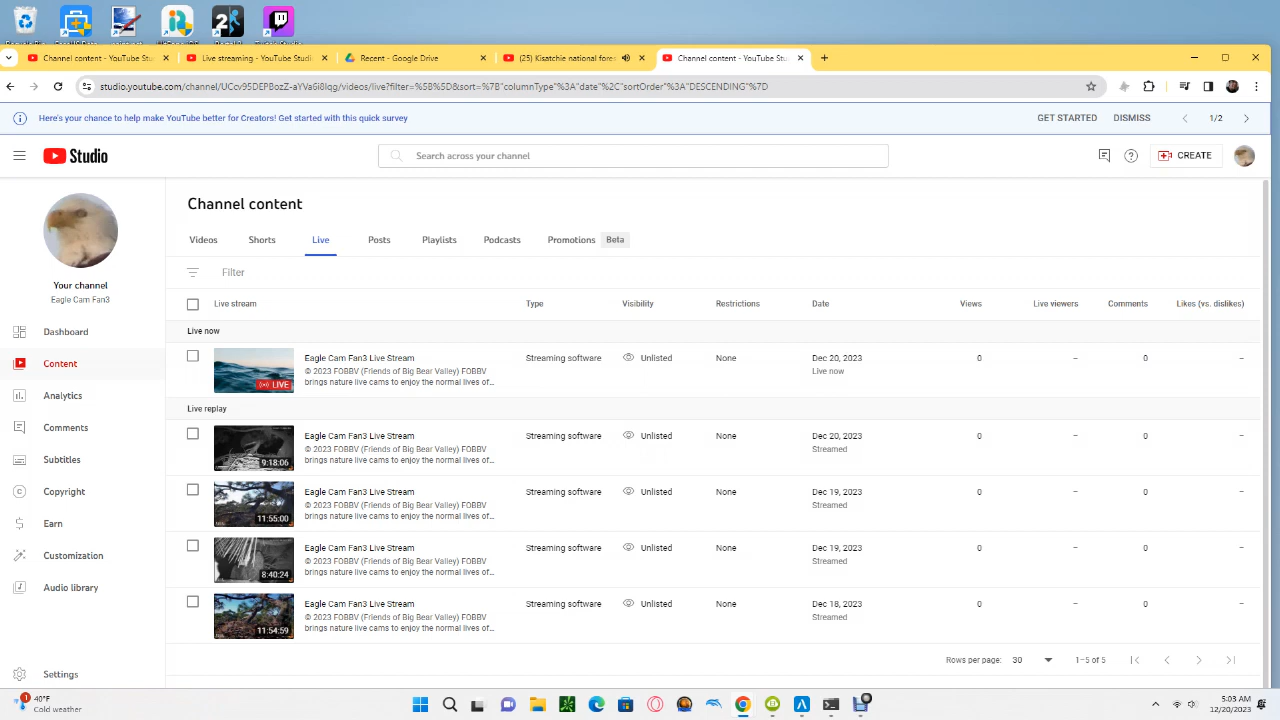 Content content - YouTube Stu
Live streaming - YouTube Studi
Recent - Google Drive
(25) Kisatchie national fores
Channel content - YouTube Stu
studio.youtube.com/channel/UCcv95DEPBozZ-aYVa6i8Iqg/videos/live?filter=%5B%5D&sort=%7B"columnType"%3A"date"%2C"sortOrder"%3A"DESCENDING"%7D
Here's your chance to help make YouTube better for Creators! Get started with this quick survey
GET STARTED
DISMISS
1/2
Studio
Search across your channel
CREATE
Your channel
Eagle Cam Fan3
Dashboard
Content
Analytics
Comments
Subtitles
Copyright
Earn
Customization
Audio library
Settings
Channel content
Videos
Shorts
Live
Posts
Playlists
Podcasts
Promotions Beta
Filter
Live stream Type Visibility Restrictions Date Views Live viewers Comments Likes (vs. dislikes)
Live now
Eagle Cam Fan3 Live Stream Streaming software Unlisted None Dec 20, 2023 0 – 0 –
© 2023 FOBBV (Friends of Big Bear Valley) FOBBV Live now
brings nature live cams to enjoy the normal lives of...
LIVE
Live replay
Eagle Cam Fan3 Live Stream Streaming software Unlisted None Dec 20, 2023 0 – 0 –
© 2023 FOBBV (Friends of Big Bear Valley) FOBBV Streamed
brings nature live cams to enjoy the normal lives of...
9:18:06
Eagle Cam Fan3 Live Stream Streaming software Unlisted None Dec 19, 2023 0 – 0 –
© 2023 FOBBV (Friends of Big Bear Valley) FOBBV Streamed
brings nature live cams to enjoy the normal lives of...
11:55:00
Eagle Cam Fan3 Live Stream Streaming software Unlisted None Dec 19, 2023 0 – 0 –
© 2023 FOBBV (Friends of Big Bear Valley) FOBBV Streamed
brings nature live cams to enjoy the normal lives of...
8:40:24
Eagle Cam Fan3 Live Stream Streaming software Unlisted None Dec 18, 2023 0 – 0 –
© 2023 FOBBV (Friends of Big Bear Valley) FOBBV Streamed
brings nature live cams to enjoy the normal lives of...
11:54:59
Rows per page: 30 1–5 of 5
1
40°F
Cold weather
5:03 AM
12/20/2023